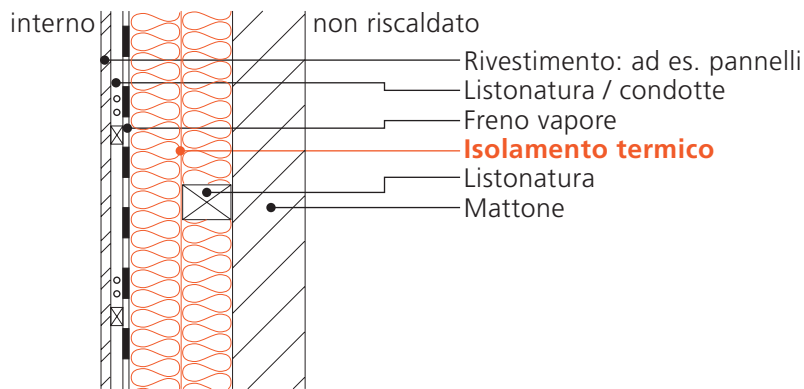 interno
non riscaldato
Rivestimento: ad es. pannelli
Listonatura / condotte
Freno vapore
Isolamento termico
Listonatura
Mattone